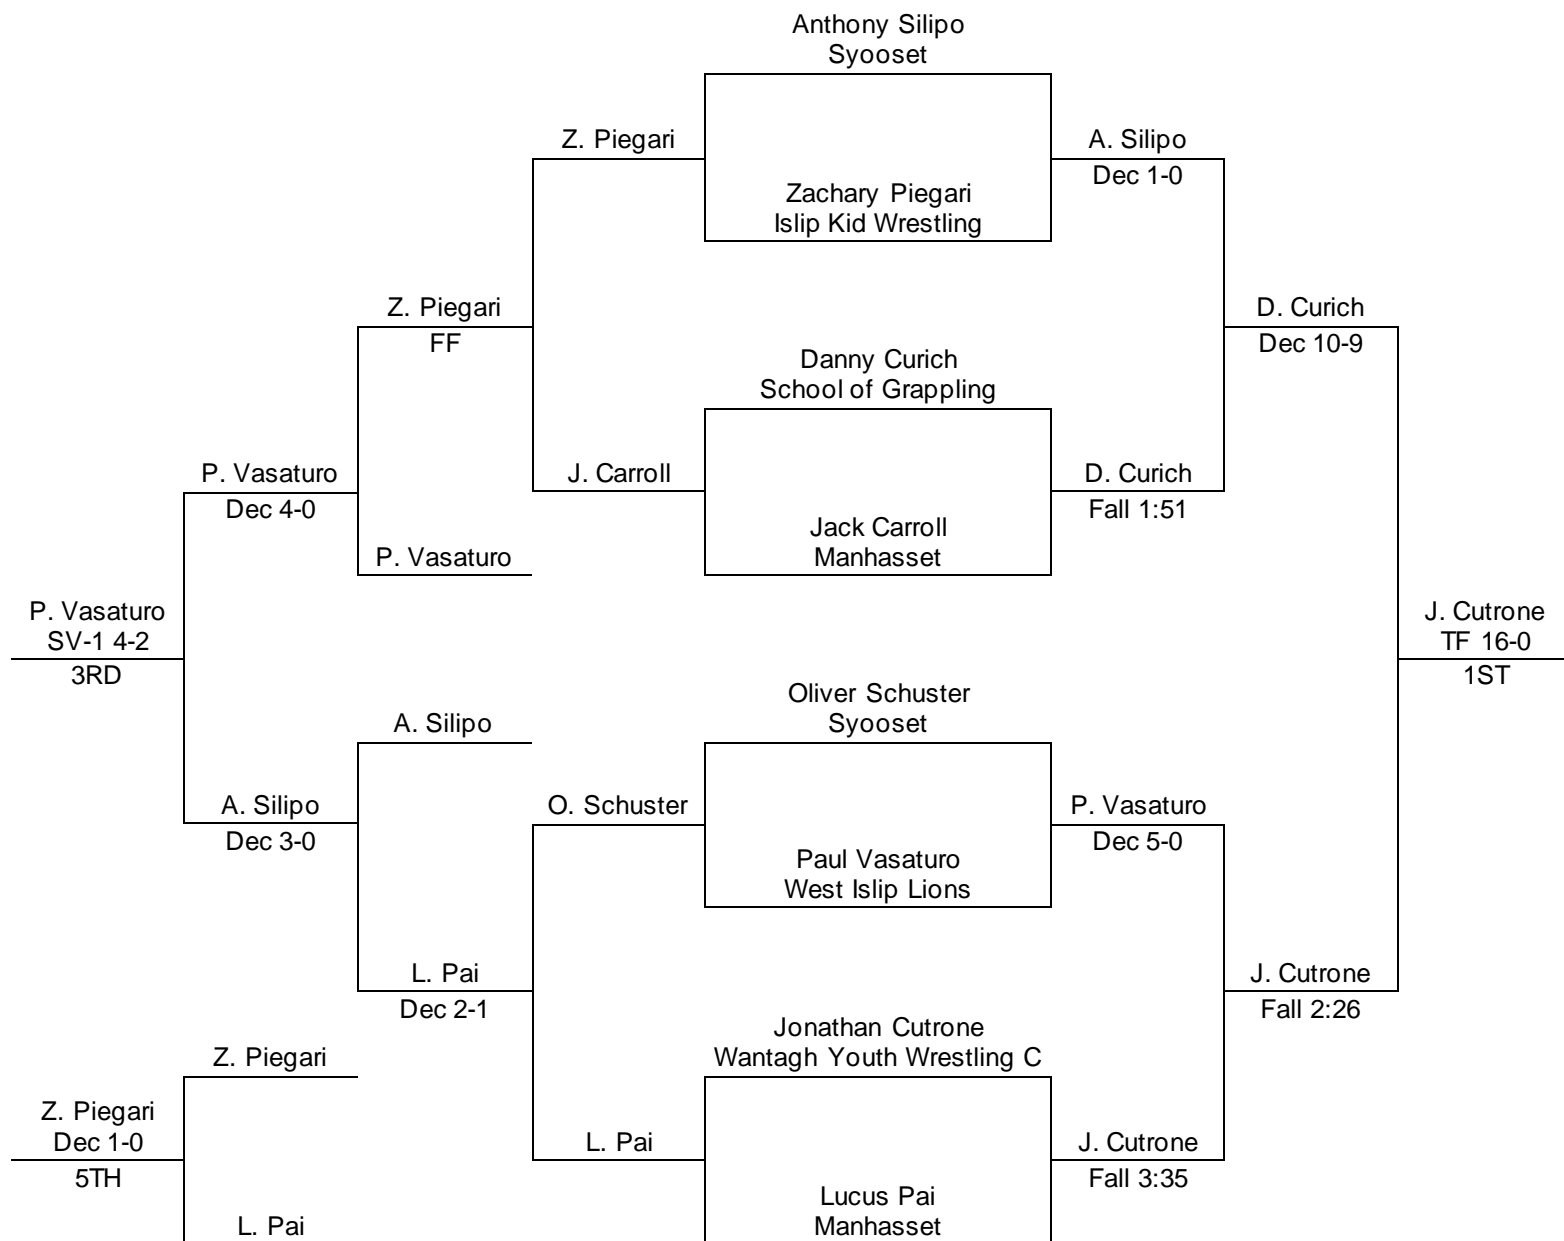 Anthony Silipo
Syooset
Z. Piegari
A. Silipo
Dec 1-0
Zachary Piegari
Islip Kid Wrestling
Z. Piegari
FF
D. Curich
Dec 10-9
Danny Curich
School of Grappling
P. Vasaturo
Dec 4-0
J. Carroll
D. Curich
Fall 1:51
Jack Carroll
Manhasset
P. Vasaturo
P. Vasaturo
SV-1 4-2
3RD
J. Cutrone
TF 16-0
1ST
Oliver Schuster
Syooset
A. Silipo
A. Silipo
Dec 3-0
O. Schuster
P. Vasaturo
Dec 5-0
Paul Vasaturo
West Islip Lions
L. Pai
Dec 2-1
J. Cutrone
Fall 2:26
Jonathan Cutrone
Wantagh Youth Wrestling C
Z. Piegari
Z. Piegari
Dec 1-0
5TH
L. Pai
J. Cutrone
Fall 3:35
Lucus Pai
Manhasset
L. Pai